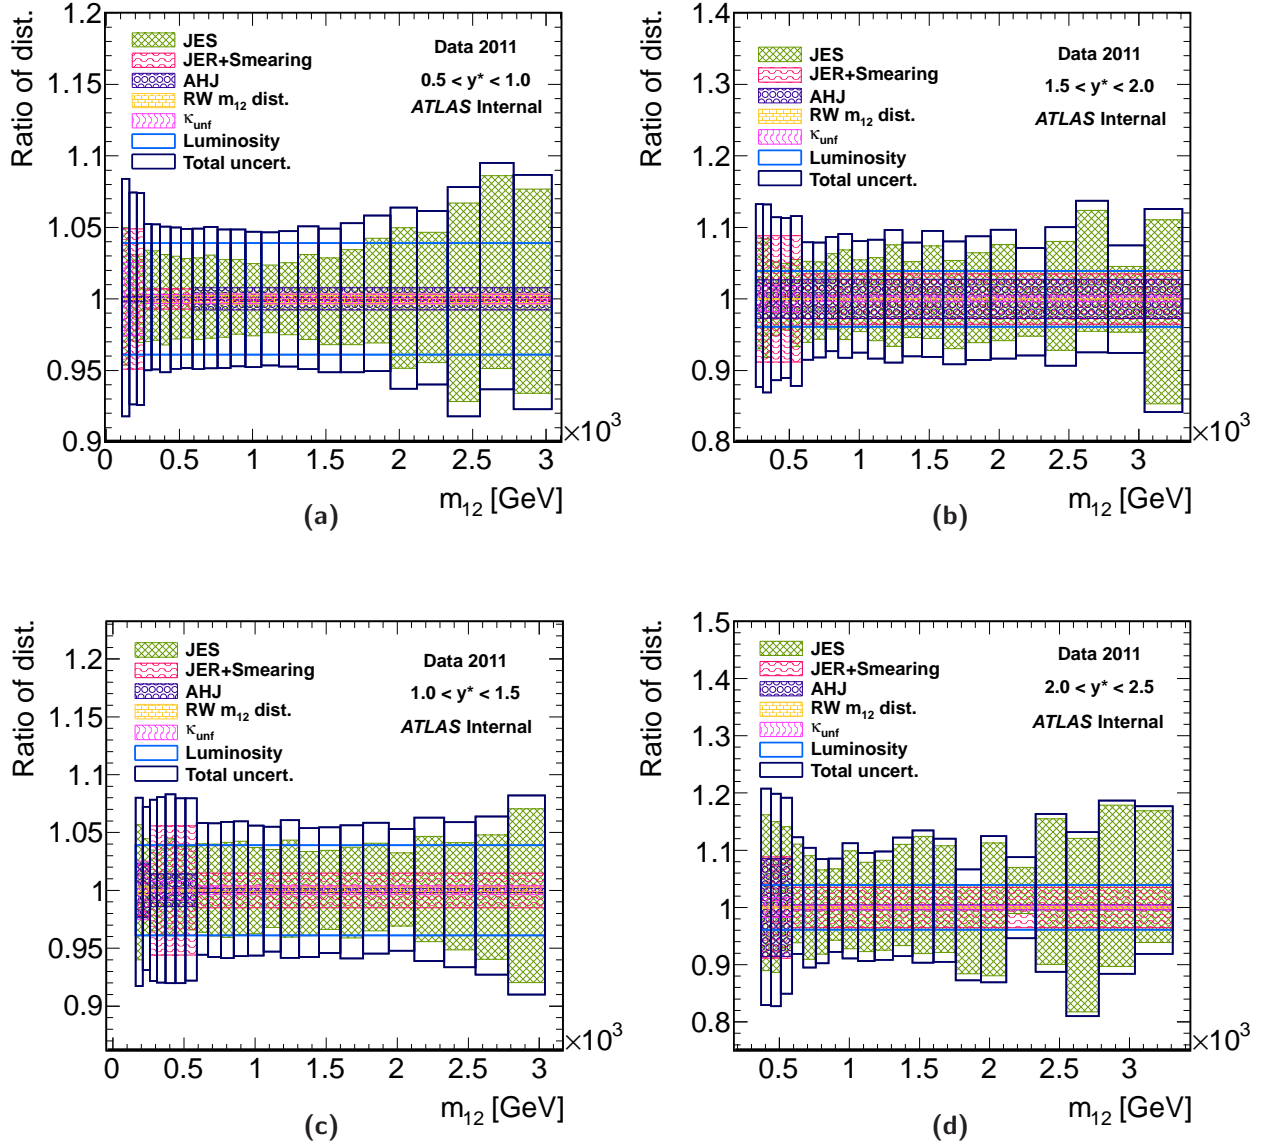 Ratio of dist.
1.2
1.15
1.1
1.05
1
0.95
0.9
JES
JER+Smearing
AHJ
RW m12 dist.
κunf
Luminosity
Total uncert.
Data 2011
0.5 < y* < 1.0
ATLAS Internal
0 0.5 1 1.5 2 2.5 3
×10³
m12 [GeV]
(a)
Ratio of dist.
1.4
1.3
1.2
1.1
1
0.9
0.8
JES
JER+Smearing
AHJ
RW m12 dist.
κunf
Luminosity
Total uncert.
Data 2011
1.5 < y* < 2.0
ATLAS Internal
0.5 1 1.5 2 2.5 3
×10³
m12 [GeV]
(b)
Ratio of dist.
1.2
1.15
1.1
1.05
1
0.95
0.9
JES
JER+Smearing
AHJ
RW m12 dist.
κunf
Luminosity
Total uncert.
Data 2011
1.0 < y* < 1.5
ATLAS Internal
0 0.5 1 1.5 2 2.5 3
×10³
m12 [GeV]
(c)
Ratio of dist.
1.5
1.4
1.3
1.2
1.1
1
0.9
0.8
JES
JER+Smearing
AHJ
RW m12 dist.
κunf
Luminosity
Total uncert.
Data 2011
2.0 < y* < 2.5
ATLAS Internal
0.5 1 1.5 2 2.5 3
×10³
m12 [GeV]
(d)